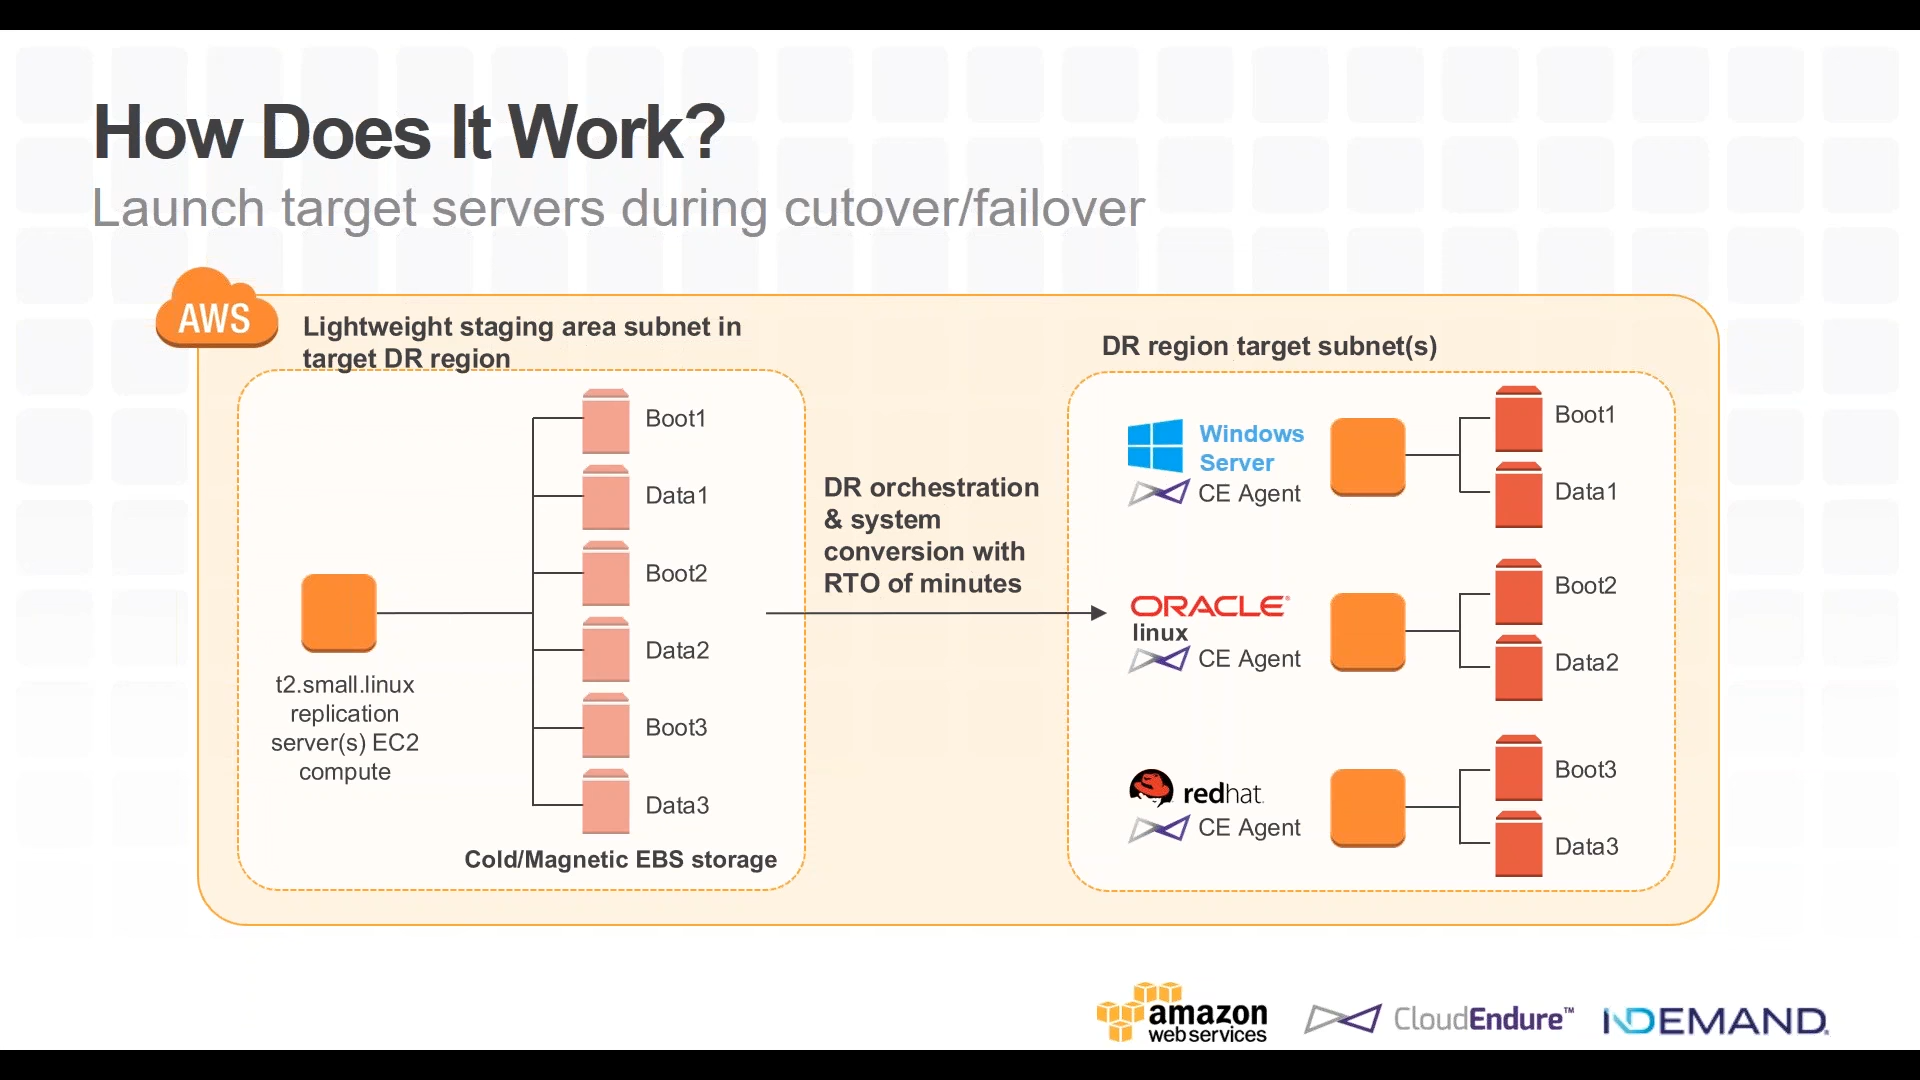 How Does It Work?
Launch target servers during cutover/failover
AWS
Lightweight staging area subnet in
target DR region
Boot1
Data1
Boot2
Data2
Boot3
Data3
t2.small.linux
replication
server(s) EC2
compute
Cold/Magnetic EBS storage
DR orchestration
& system
conversion with
RTO of minutes
DR region target subnet(s)
Windows
Server
CE Agent
Boot1
Data1
ORACLE®
linux
CE Agent
Boot2
Data2
redhat.
CE Agent
Boot3
Data3
amazon
web services
CloudEndure™
INDEMAND®